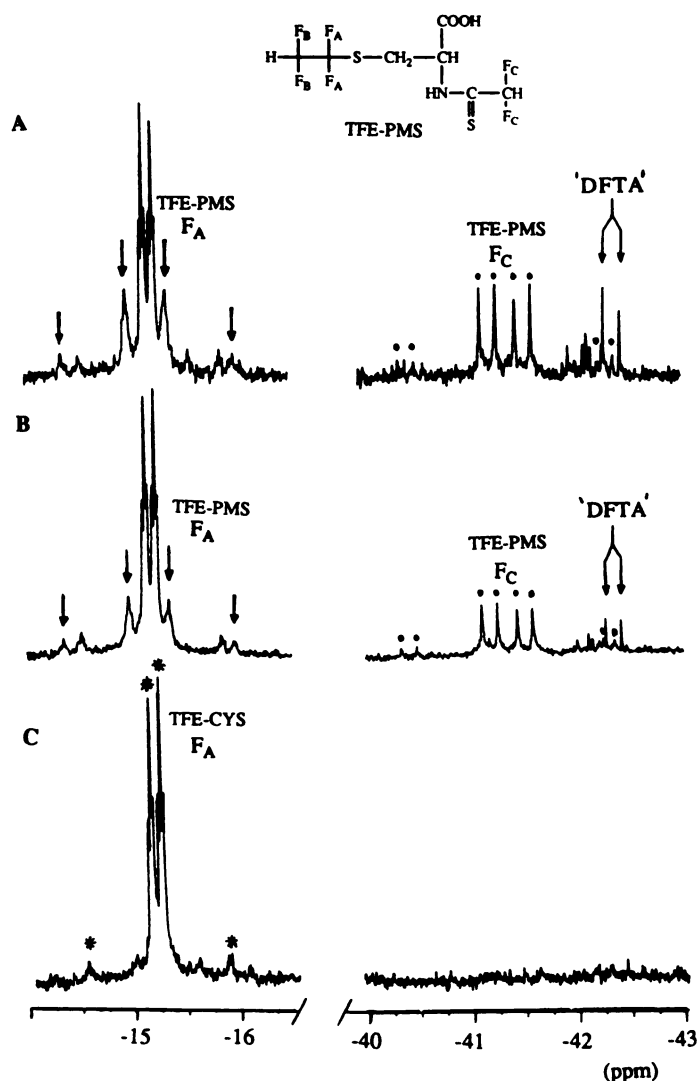 COOH
F_B F_A
H S—CH₂—CH F_C
F_B F_A HN—C—CH
S F_C
TFE-PMS
A
TFE-PMS
F_A
TFE-PMS
F_C
'DFTA'
B
TFE-PMS
F_A
TFE-PMS
F_C
'DFTA'
C
* *
TFE-CYS
F_A
* *
-15 -16 -40 -41 -42 -43
(ppm)